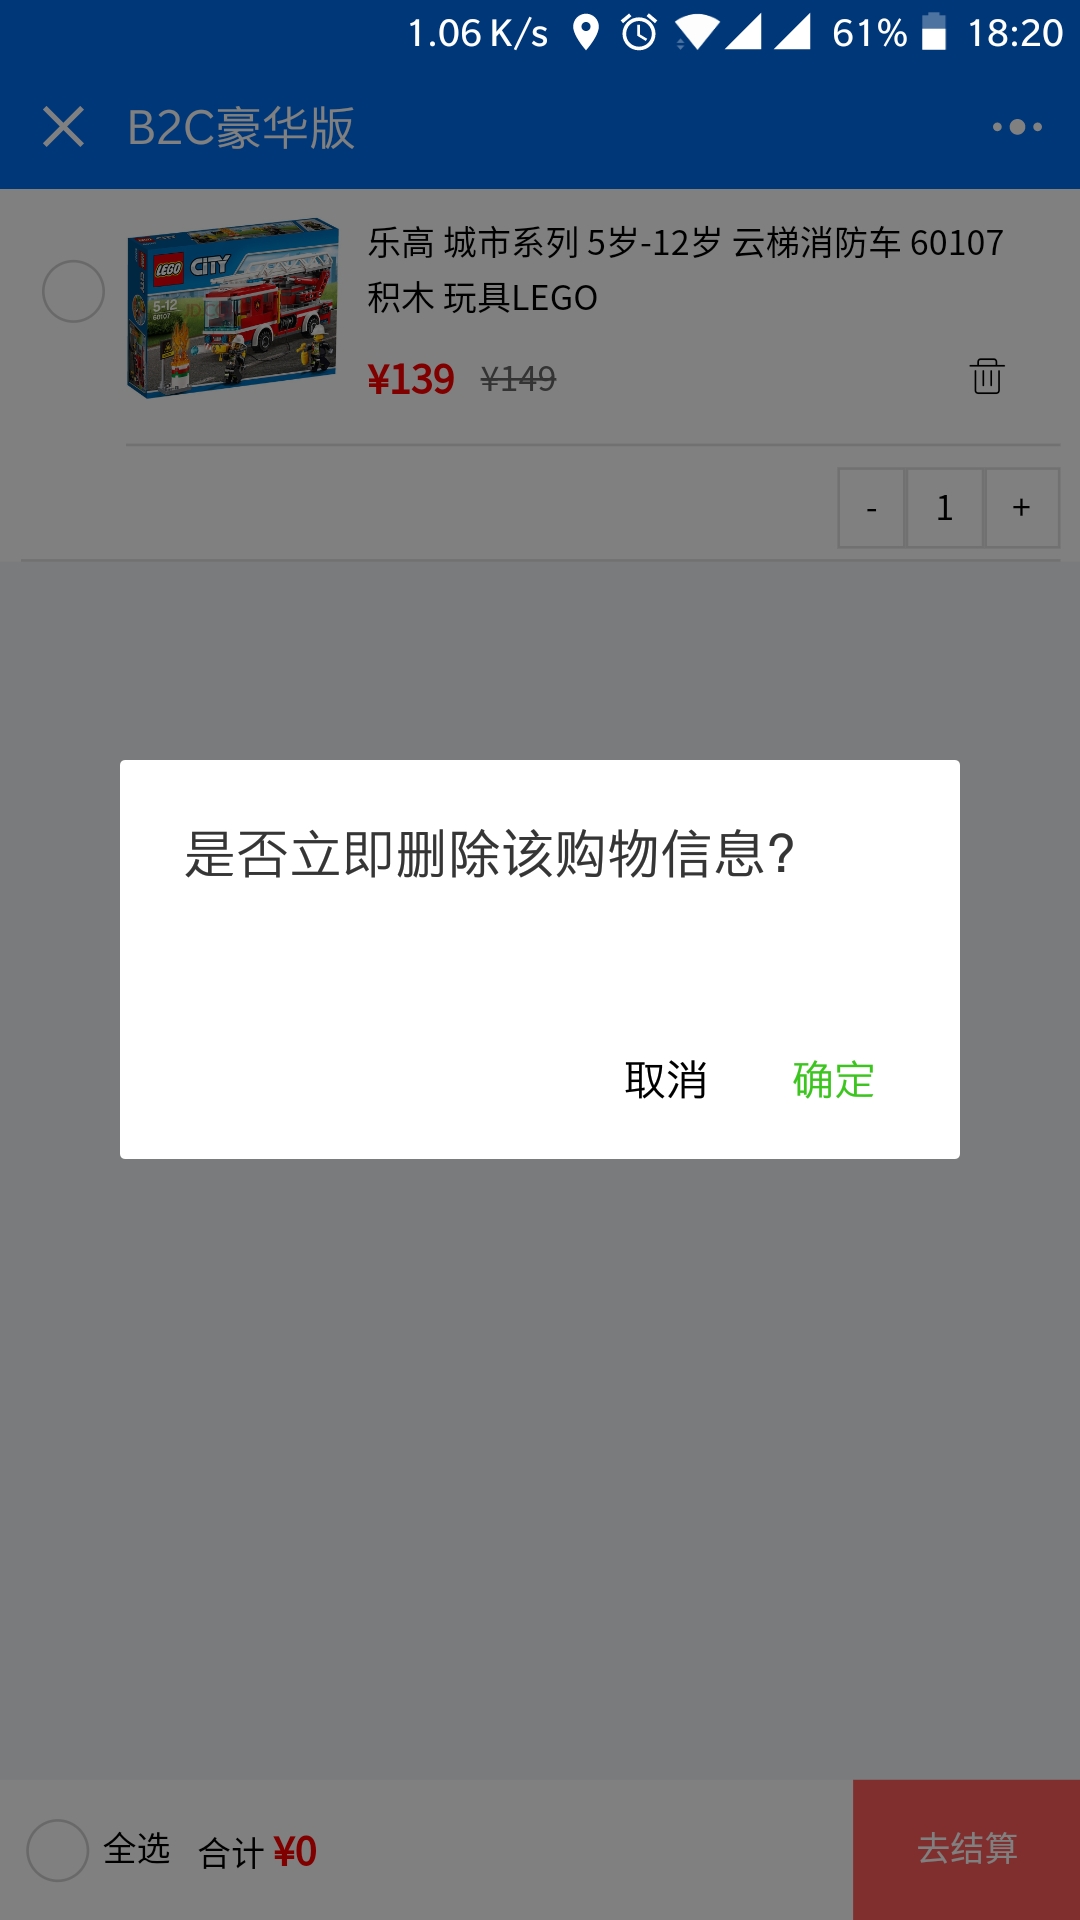 1.06 K/s 61% 18:20
B2C豪华版
乐高 城市系列 5岁-12岁 云梯消防车 60107
积木 玩具LEGO
LEGO CITY
5-12
60107
¥139 ¥149
- 1 +
是否立即删除该购物信息?
取消 确定
全选 合计 ¥0 去结算